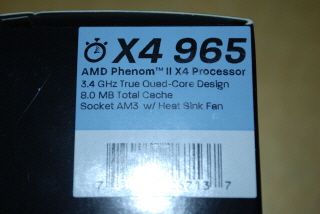 X4 965
AMD Phenom™ II X4 Processor
3.4 GHz True Quad-Core Design
8.0 MB Total Cache
Socket AM3 w/ Heat Sink Fan
7